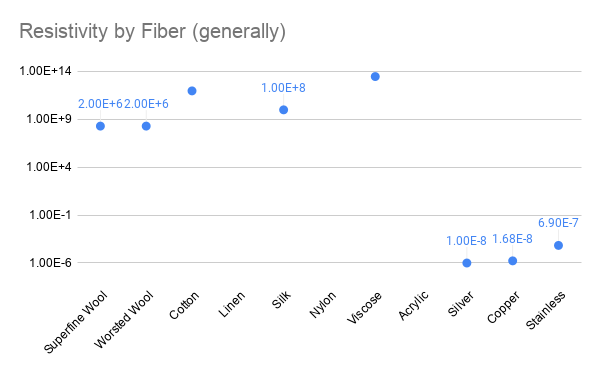 Resistivity by Fiber (generally)
1.00E+14
1.00E+9
1.00E+4
1.00E-1
1.00E-6
2.00E+6
2.00E+6
1.00E+8
1.00E-8
1.68E-8
6.90E-7
Superfine Wool
Worsted Wool
Cotton
Linen
Silk
Nylon
Viscose
Acrylic
Silver
Copper
Stainless